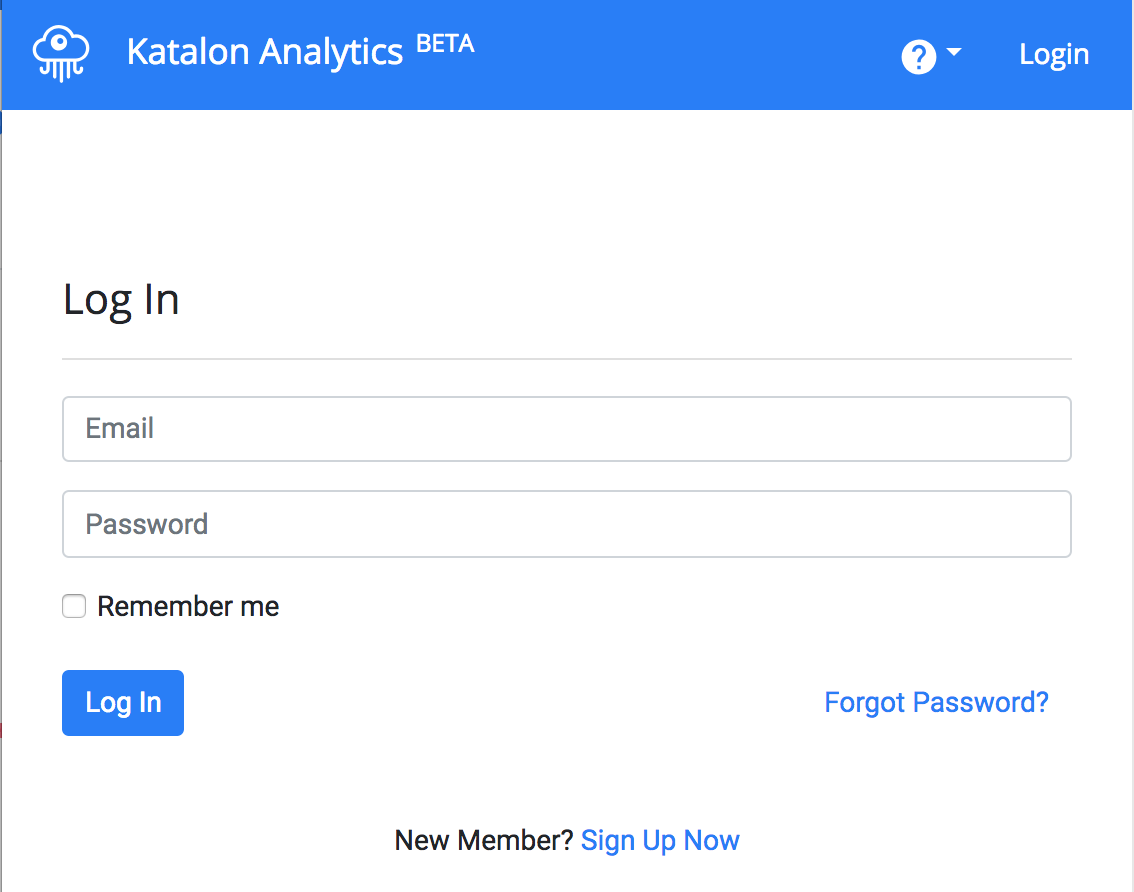 Katalon Analytics BETA
? Login
Log In
Email
Password
Remember me
Log In Forgot Password?
New Member? Sign Up Now